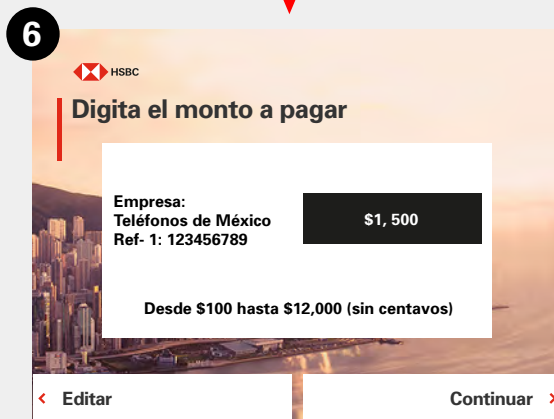 6
HSBC
Digita el monto a pagar
Empresa:
Teléfonos de México
Ref- 1: 123456789
$1, 500
Desde $100 hasta $12,000 (sin centavos)
< Editar
Continuar >